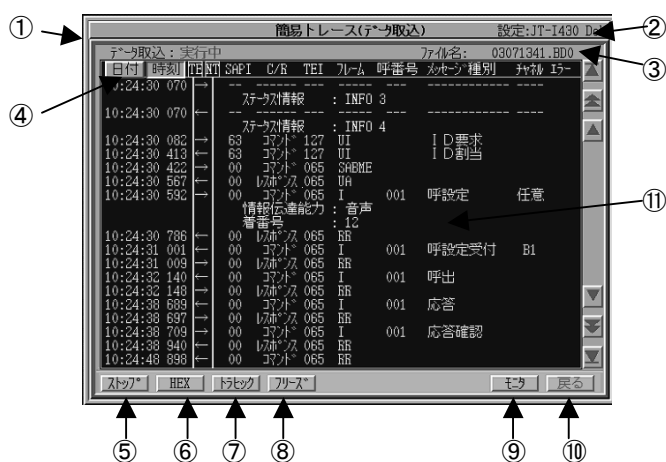 ① 簡易トレース(ﾃﾞｰﾀ取込) 設定:JT-I430 Dch ②
ﾃﾞｰﾀ取込：実行中 ﾌｧｲﾙ名： 03071341.BD0 ③
日付 時刻 TE NT SAPI C/R TEI ﾌﾚｰﾑ 呼番号 ﾒｯｾｰｼﾞ種別 ﾁｬﾈﾙ ｴﾗｰ
④
10:24:30 070 → -- ---- --- ----- --- ------------ ----
ｽﾃｰﾀｽ情報 : INFO 3
10:24:30 070 ← -- ---- --- ----- --- ------------ ----
ｽﾃｰﾀｽ情報 : INFO 4
10:24:30 082 → 63 ｺﾏﾝﾄﾞ 127 UI ＩＤ要求
10:24:30 413 ← 63 ｺﾏﾝﾄﾞ 127 UI ＩＤ割当
10:24:30 422 → 00 ｺﾏﾝﾄﾞ 065 SABME
10:24:30 567 ← 00 ﾚｽﾎﾟﾝｽ 065 UA
10:24:30 592 → 00 ｺﾏﾝﾄﾞ 065 I 001 呼設定 任意
情報伝達能力 : 音声 ⑪
着番号 : 12
10:24:30 786 ← 00 ﾚｽﾎﾟﾝｽ 065 RR
10:24:31 001 ← 00 ｺﾏﾝﾄﾞ 065 I 001 呼設定受付 B1
10:24:31 009 → 00 ﾚｽﾎﾟﾝｽ 065 RR
10:24:32 140 ← 00 ｺﾏﾝﾄﾞ 065 I 001 呼出
10:24:32 148 → 00 ﾚｽﾎﾟﾝｽ 065 RR
10:24:38 689 ← 00 ｺﾏﾝﾄﾞ 065 I 001 応答
10:24:38 697 → 00 ﾚｽﾎﾟﾝｽ 065 RR
10:24:38 709 → 00 ｺﾏﾝﾄﾞ 065 I 001 応答確認
10:24:38 940 ← 00 ﾚｽﾎﾟﾝｽ 065 RR
10:24:48 898 ← 00 ｺﾏﾝﾄﾞ 065 RR
ｽﾄｯﾌﾟ HEX ﾄﾗﾋｯｸ ﾌﾘｰｽﾞ ﾓﾆﾀ 戻る
⑤ ⑥ ⑦ ⑧ ⑨ ⑩